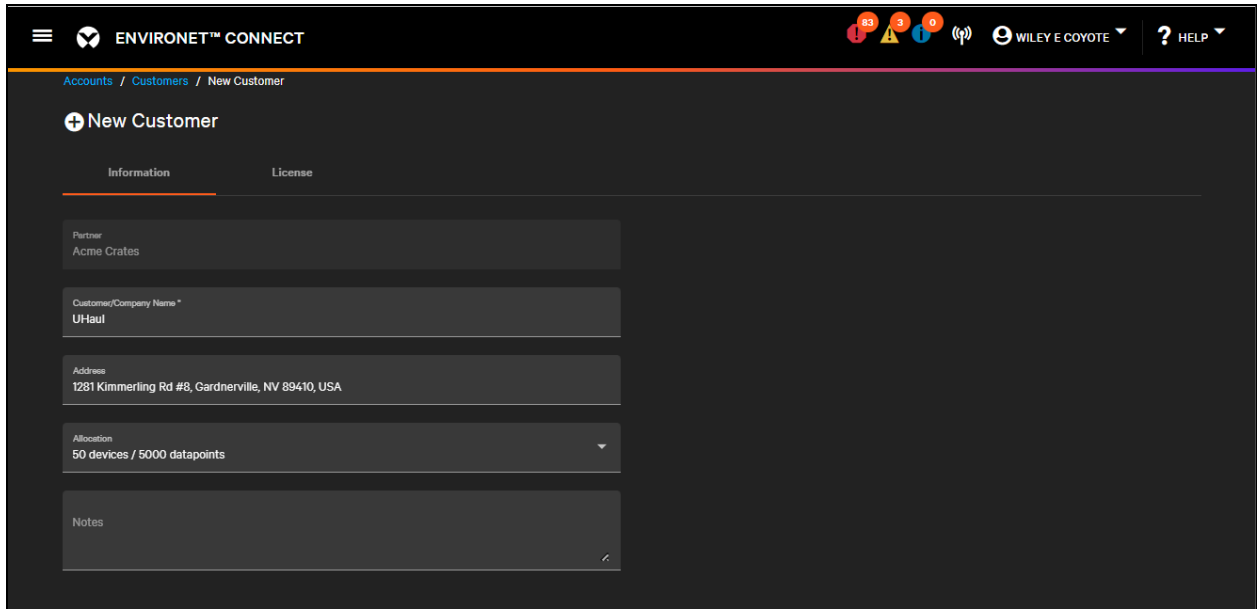 ENVIRONET™ CONNECT
83 3 0 WILEY E COYOTE ? HELP
Accounts / Customers / New Customer
New Customer
Information License
Partner
Acme Crates
Customer/Company Name *
UHaul
Address
1281 Kimmerling Rd #8, Gardnerville, NV 89410, USA
Allocation
50 devices / 5000 datapoints
Notes